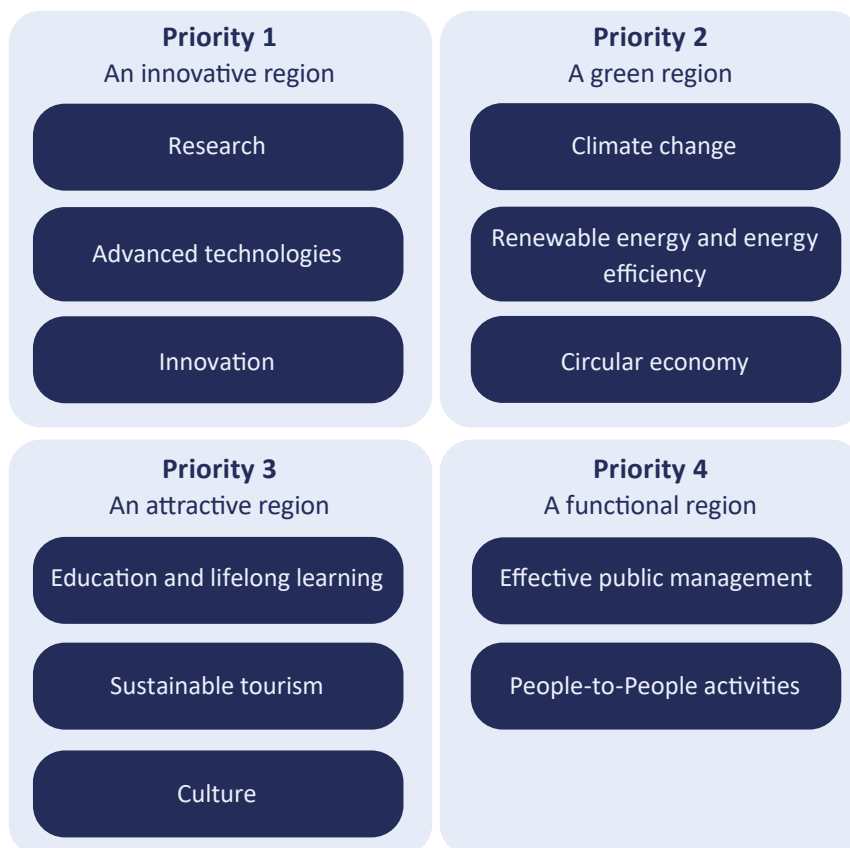 Priority 1
An innovative region
Research
Advanced technologies
Innovation
Priority 2
A green region
Climate change
Renewable energy and energy
efficiency
Circular economy
Priority 3
An attractive region
Education and lifelong learning
Sustainable tourism
Culture
Priority 4
A functional region
Effective public management
People-to-People activities